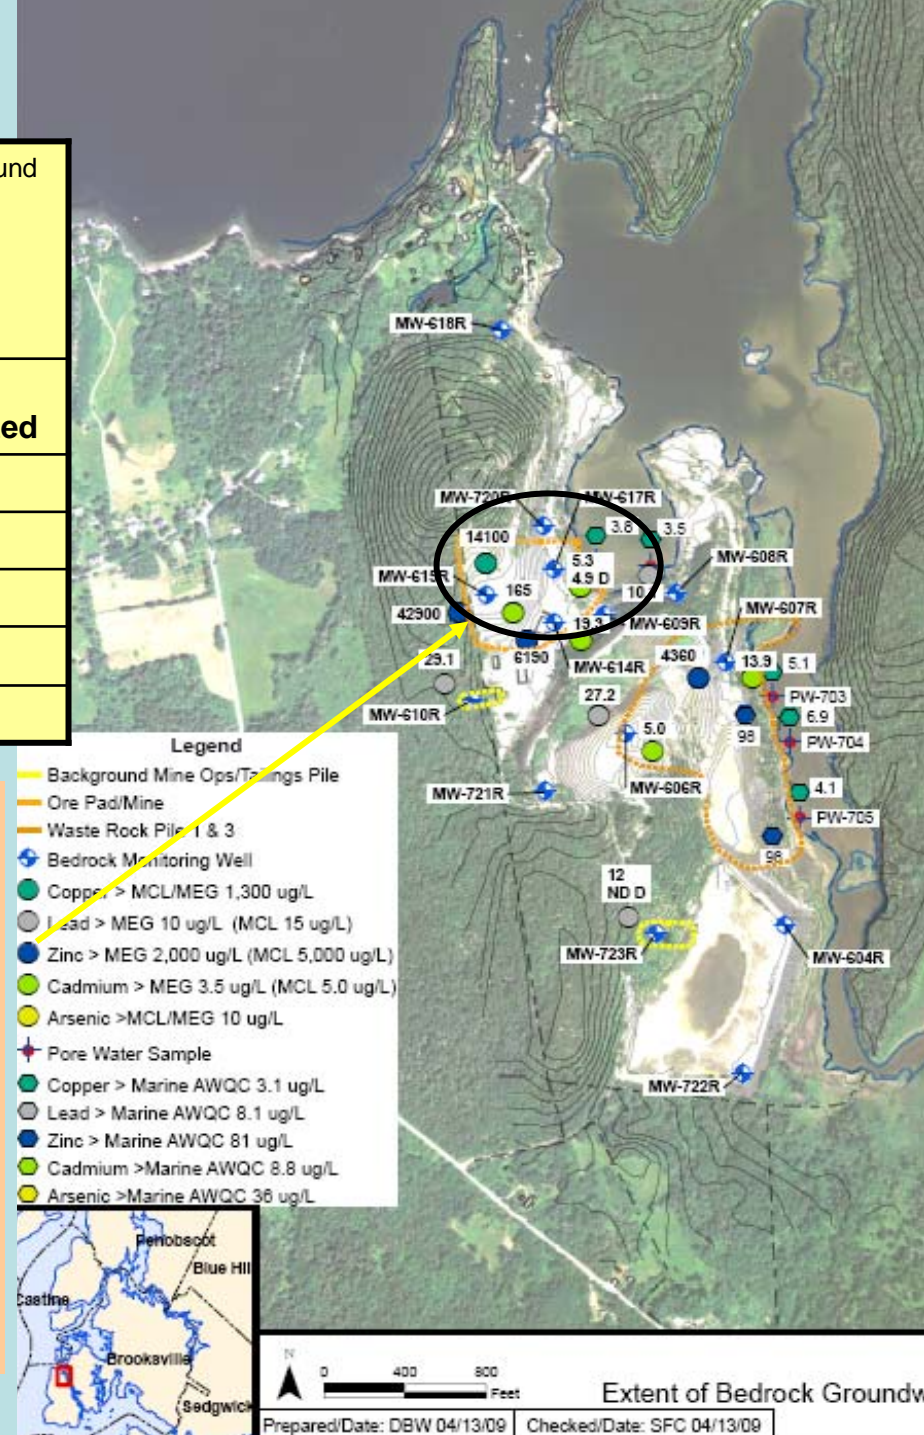 ed
MW-618R
MW-720R
MW-617R
14100
3.8
3.5
MW-608R
5.3
4.9 D
MW-615R
165
MW-607R
42900
19.3
MW-609R
6190
4360
13.9
5.1
29.1
MW-614R
PW-703
27.2
6.9
MW-610R
5.0
98
PW-704
MW-721R
MW-606R
4.1
PW-705
98
12
ND D
MW-723R
MW-604R
MW-722R
Legend
Background Mine Ops/Tailings Pile
Ore Pad/Mine
Waste Rock Pile 1 & 3
Bedrock Monitoring Well
Copper > MCL/MEG 1,300 ug/L
Lead > MEG 10 ug/L (MCL 15 ug/L)
Zinc > MEG 2,000 ug/L (MCL 5,000 ug/L)
Cadmium > MEG 3.5 ug/L (MCL 5.0 ug/L)
Arsenic >MCL/MEG 10 ug/L
Pore Water Sample
Copper > Marine AWQC 3.1 ug/L
Lead > Marine AWQC 8.1 ug/L
Zinc > Marine AWQC 81 ug/L
Cadmium >Marine AWQC 8.8 ug/L
Arsenic >Marine AWQC 36 ug/L
Penobscot
Blue Hil
Castine
Brooksville
Sedgwick
N
0 400 800
Feet
Extent of Bedrock Groundw
Prepared/Date: DBW 04/13/09 Checked/Date: SFC 04/13/09